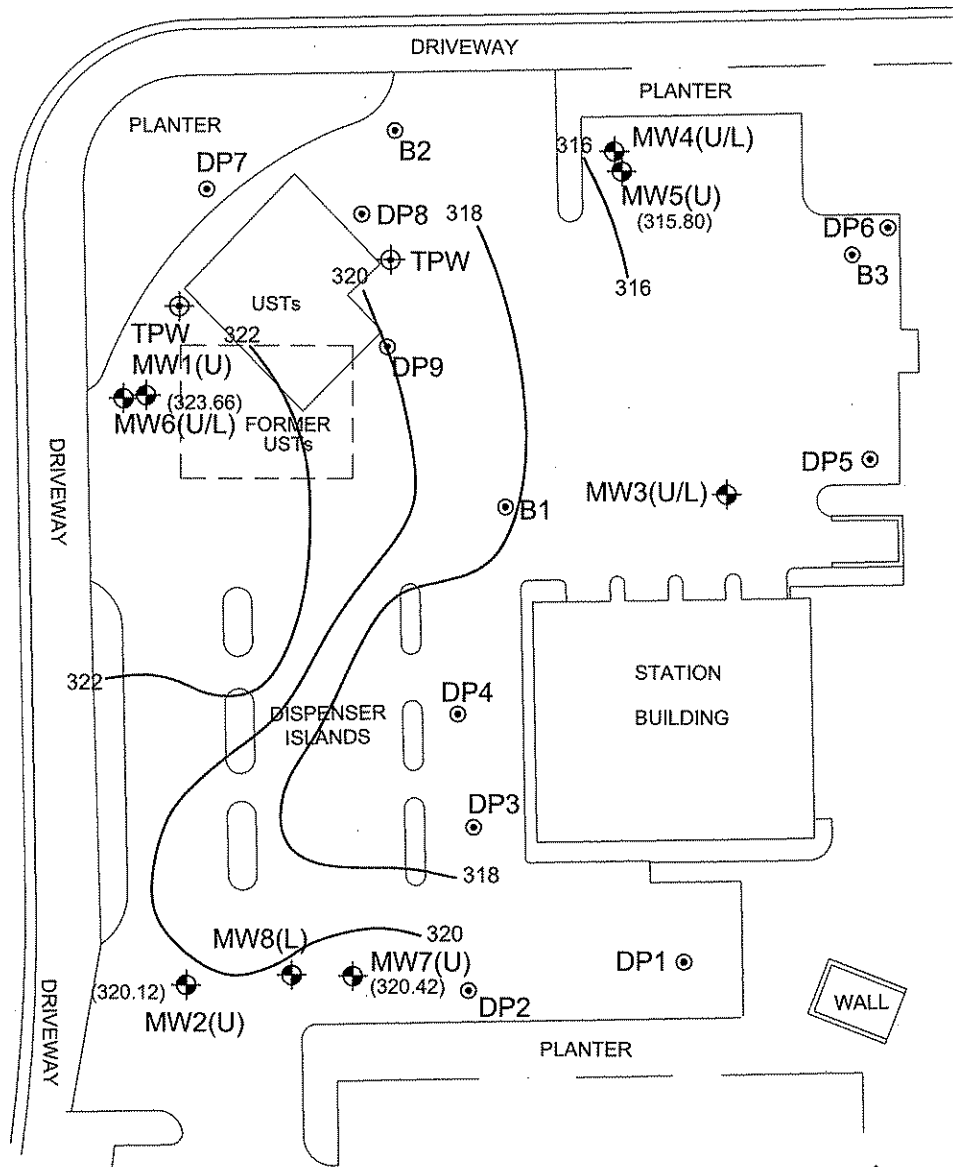 DRIVEWAY
PLANTER
PLANTER
B2
MW4(U/L)
316
DP7
MW5(U)
(315.80)
DP8
318
DP6
B3
TPW
320
316
USTs
TPW
322
DP9
MW1(U)
(323.66)
MW6(U/L)
FORMER
USTs
DRIVEWAY
DP5
MW3(U/L)
B1
322
STATION
BUILDING
DP4
DISPENSER
ISLANDS
DP3
318
320
MW8(L)
MW7(U)
(320.42)
DP1
(320.12)
DP2
MW2(U)
WALL
DRIVEWAY
PLANTER